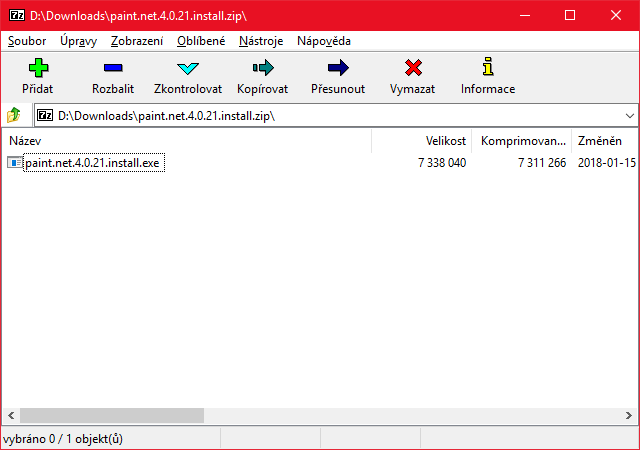 7z D:\Downloads\paint.net.4.0.21.install.zip\
Soubor Úpravy Zobrazení Oblíbené Nástroje Nápověda
Přidat Rozbalit Zkontrolovat Kopírovat Přesunout Vymazat Informace
7z D:\Downloads\paint.net.4.0.21.install.zip\
Název Velikost Komprimovan... Změněn
paint.net.4.0.21.install.exe 7 338 040 7 311 266 2018-01-15
vybráno 0 / 1 objekt(ů)